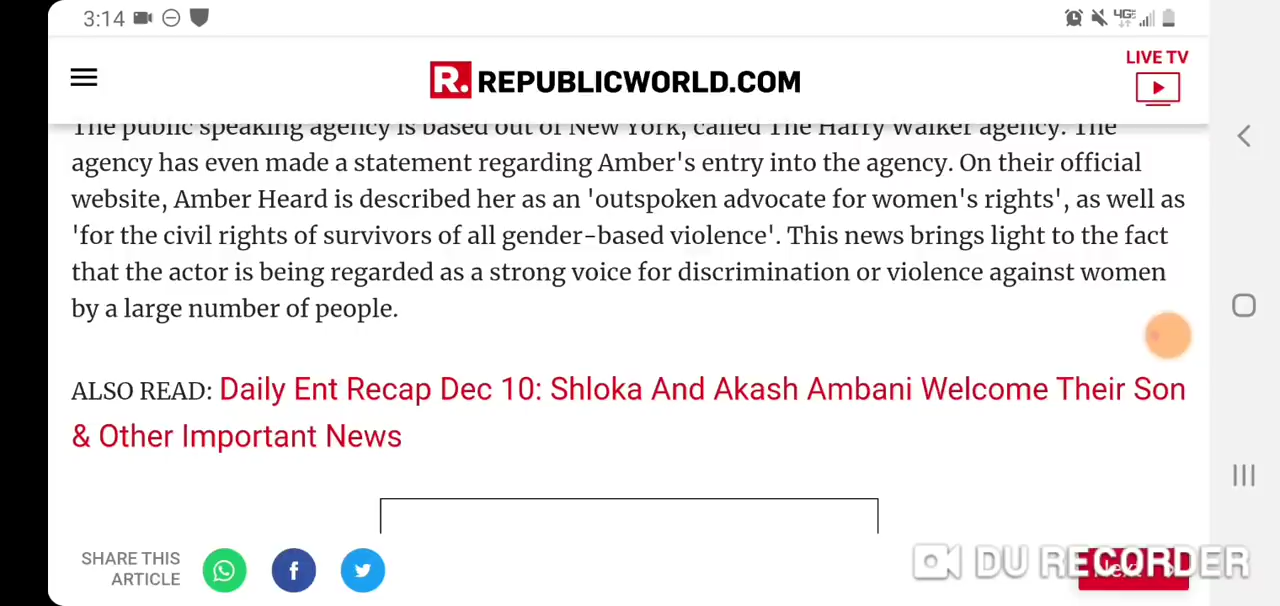 3:14
4G
LIVE TV
R. REPUBLICWORLD.COM
The public speaking agency is based out of New York, called The Harry Walker agency. The
agency has even made a statement regarding Amber's entry into the agency. On their official
website, Amber Heard is described her as an 'outspoken advocate for women's rights', as well as
'for the civil rights of survivors of all gender-based violence'. This news brings light to the fact
that the actor is being regarded as a strong voice for discrimination or violence against women
by a large number of people.
ALSO READ: Daily Ent Recap Dec 10: Shloka And Akash Ambani Welcome Their Son
& Other Important News
SHARE THIS
ARTICLE
DU RECORDER